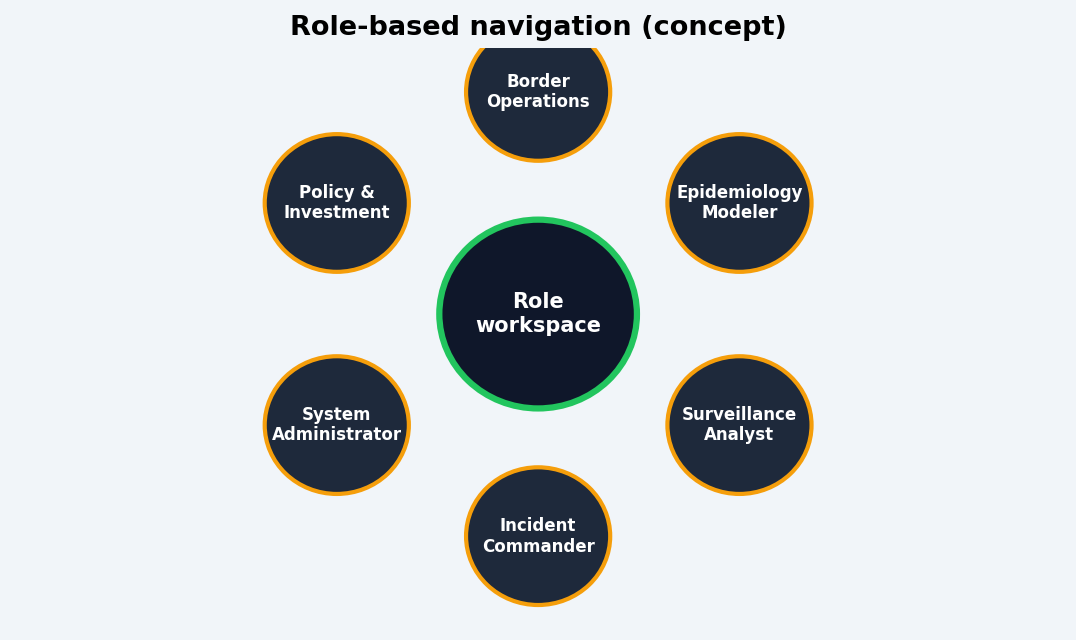 Role-based navigation (concept)
Border
Operations
Policy &
Investment
Epidemiology
Modeler
Role
workspace
System
Administrator
Surveillance
Analyst
Incident
Commander